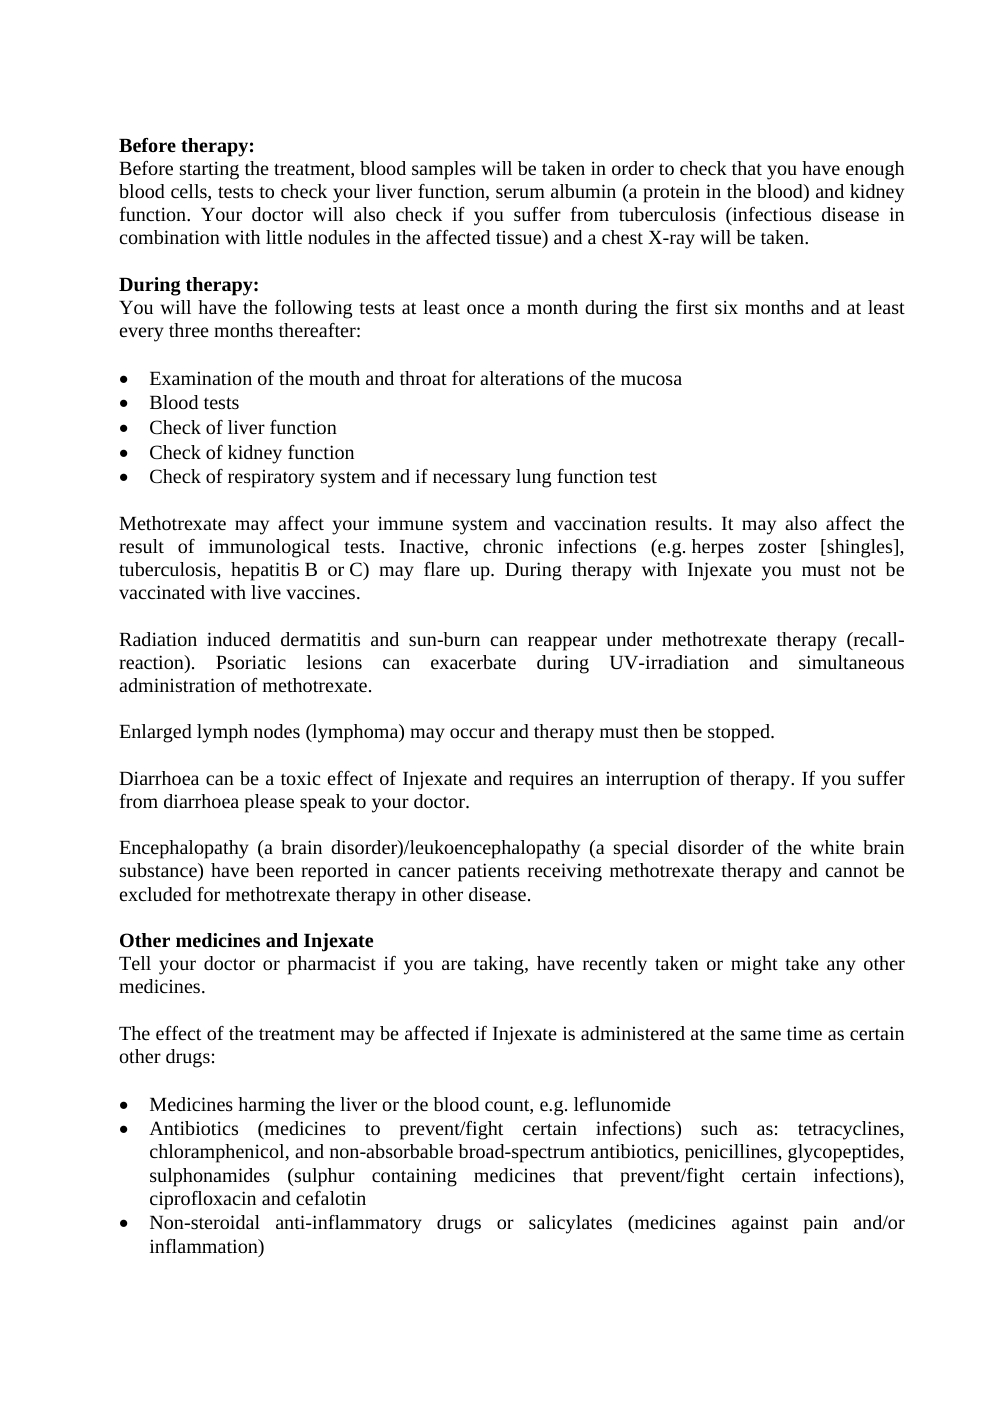 Before therapy:
Before starting the treatment, blood samples will be taken in order to check that you have enough
blood cells, tests to check your liver function, serum albumin (a protein in the blood) and kidney
function. Your doctor will also check if you suffer from tuberculosis (infectious disease in
combination with little nodules in the affected tissue) and a chest X-ray will be taken.
During therapy:
You will have the following tests at least once a month during the first six months and at least
every three months thereafter:
• Examination of the mouth and throat for alterations of the mucosa
• Blood tests
• Check of liver function
• Check of kidney function
• Check of respiratory system and if necessary lung function test
Methotrexate may affect your immune system and vaccination results. It may also affect the
result of immunological tests. Inactive, chronic infections (e.g. herpes zoster [shingles],
tuberculosis, hepatitis B or C) may flare up. During therapy with Injexate you must not be
vaccinated with live vaccines.
Radiation induced dermatitis and sun-burn can reappear under methotrexate therapy (recall-
reaction). Psoriatic lesions can exacerbate during UV-irradiation and simultaneous
administration of methotrexate.
Enlarged lymph nodes (lymphoma) may occur and therapy must then be stopped.
Diarrhoea can be a toxic effect of Injexate and requires an interruption of therapy. If you suffer
from diarrhoea please speak to your doctor.
Encephalopathy (a brain disorder)/leukoencephalopathy (a special disorder of the white brain
substance) have been reported in cancer patients receiving methotrexate therapy and cannot be
excluded for methotrexate therapy in other disease.
Other medicines and Injexate
Tell your doctor or pharmacist if you are taking, have recently taken or might take any other
medicines.
The effect of the treatment may be affected if Injexate is administered at the same time as certain
other drugs:
• Medicines harming the liver or the blood count, e.g. leflunomide
• Antibiotics (medicines to prevent/fight certain infections) such as: tetracyclines,
chloramphenicol, and non-absorbable broad-spectrum antibiotics, penicillines, glycopeptides,
sulphonamides (sulphur containing medicines that prevent/fight certain infections),
ciprofloxacin and cefalotin
• Non-steroidal anti-inflammatory drugs or salicylates (medicines against pain and/or
inflammation)